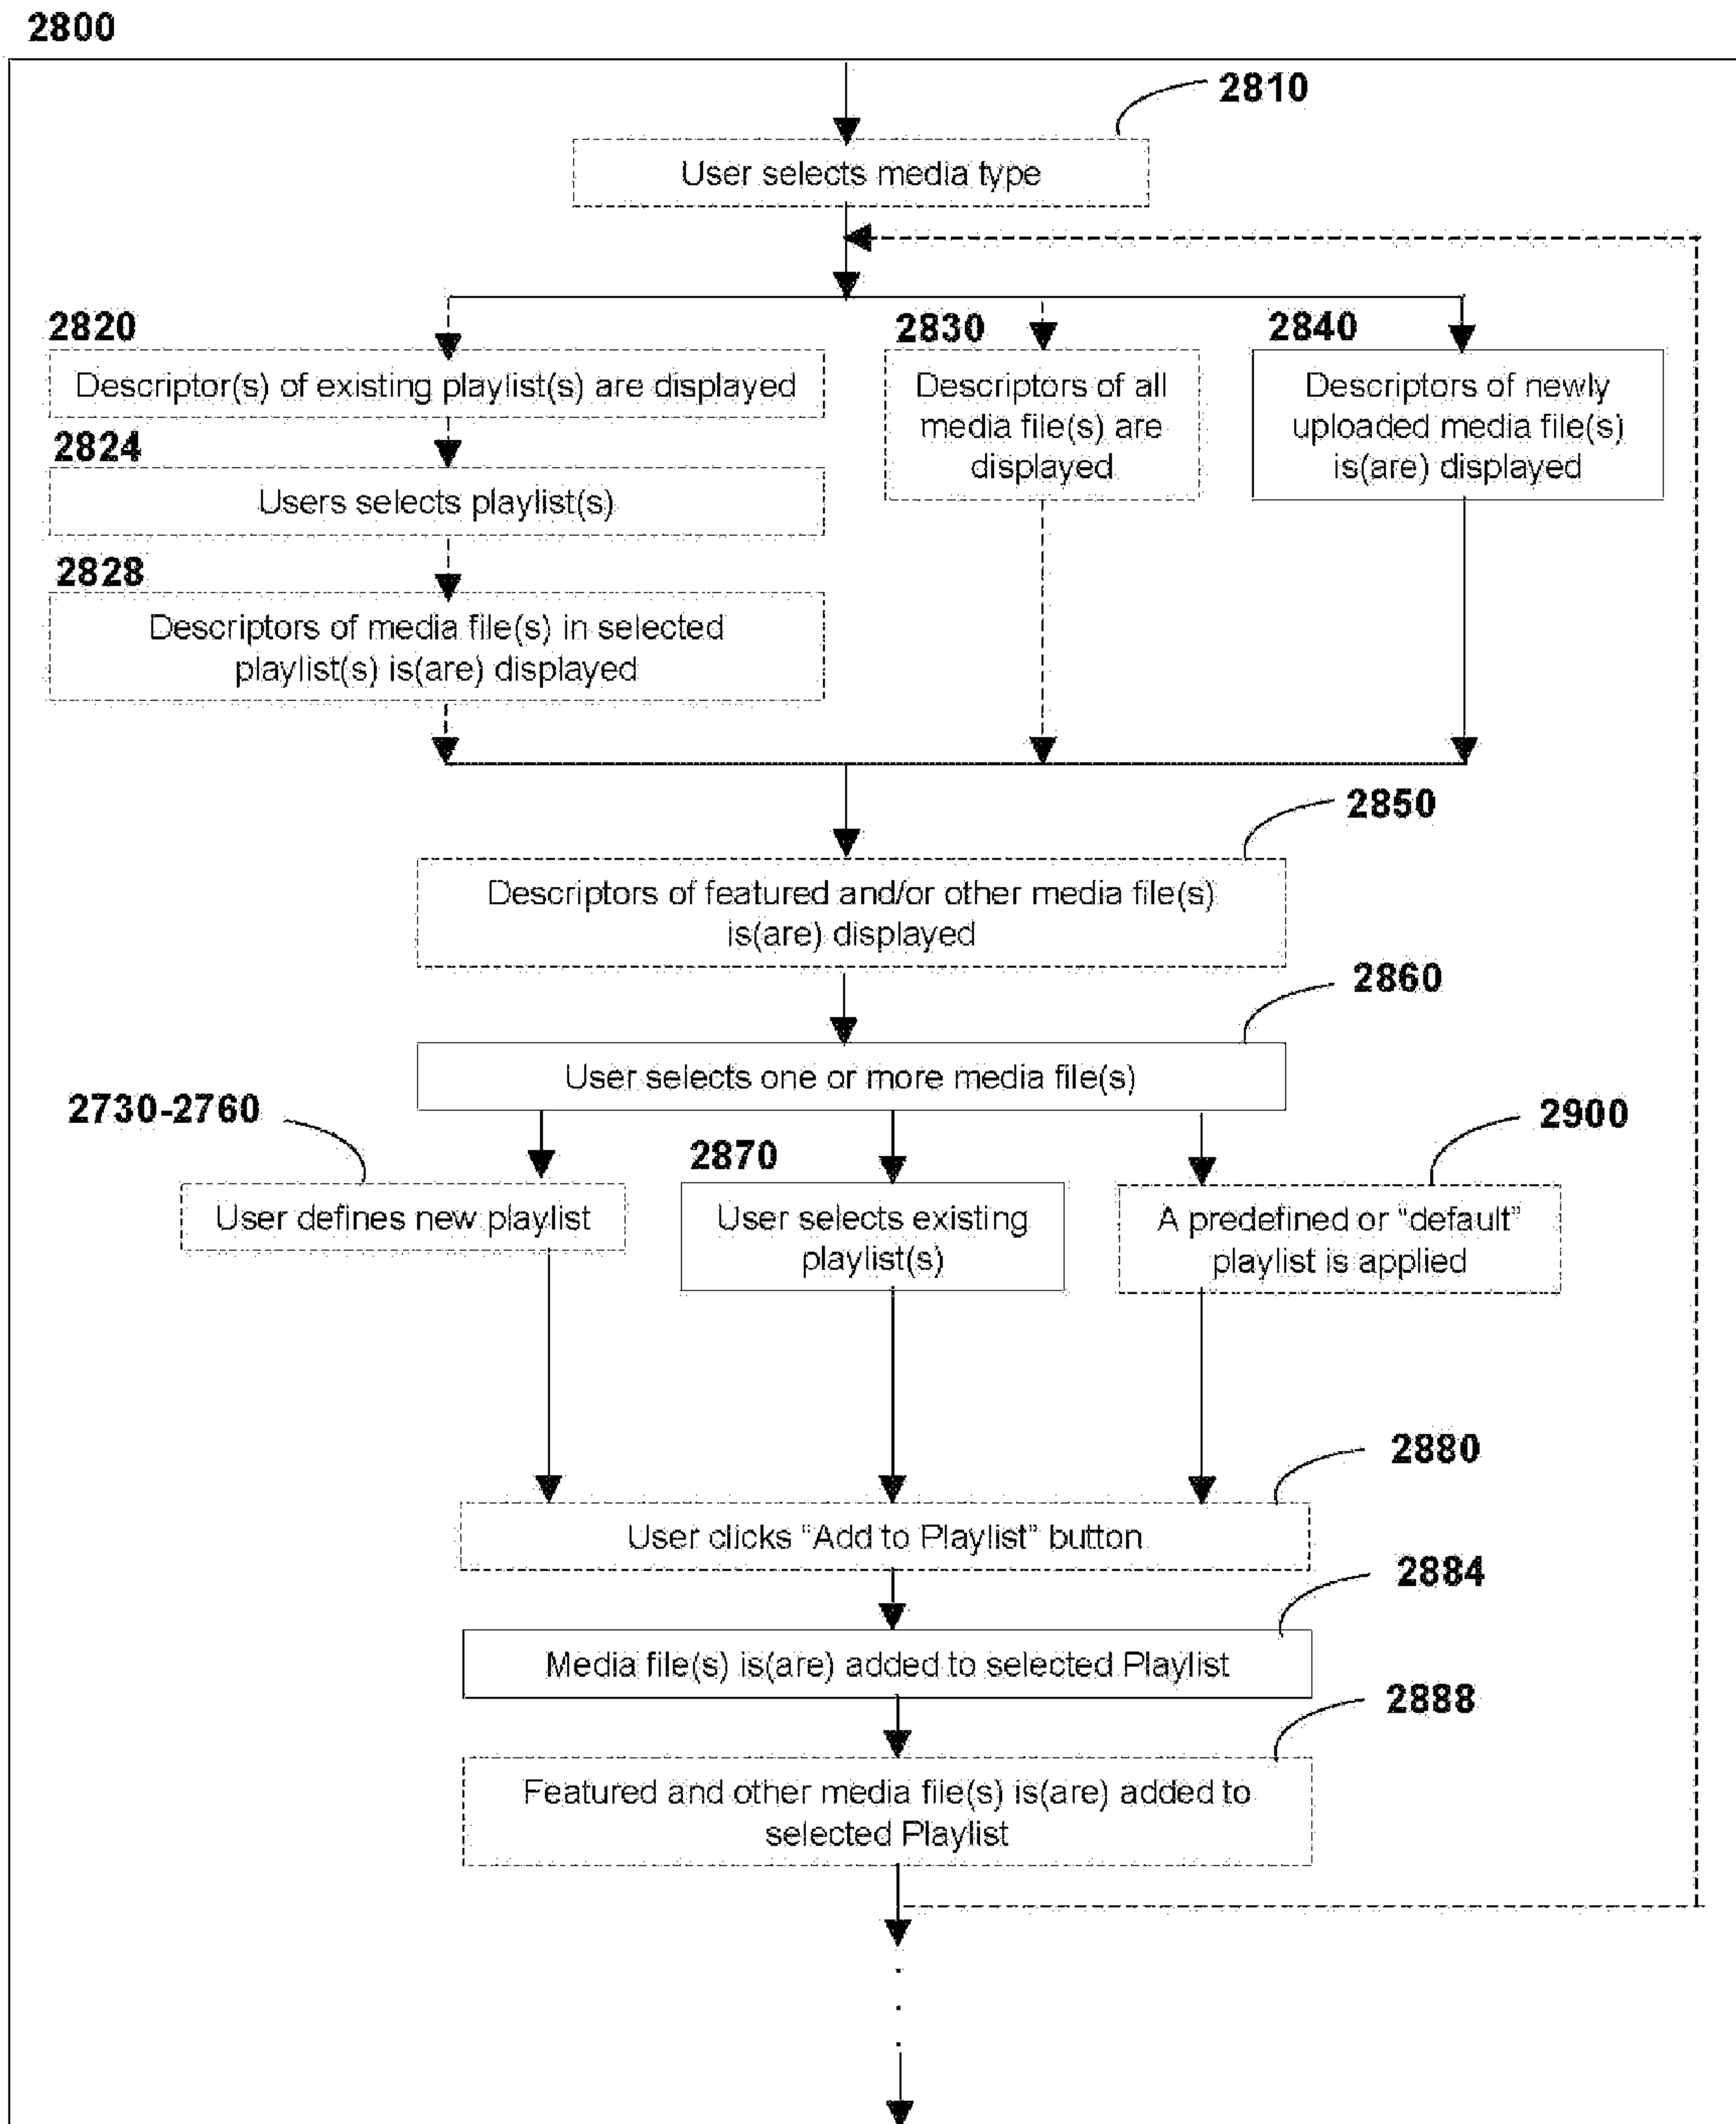 2800
2810
User selects media type
2820
2830
2840
Descriptor(s) of existing playlist(s) are displayed
Descriptors of all
media file(s) are
displayed
Descriptors of newly
uploaded media file(s)
is(are) displayed
2824
Users selects playlist(s)
2828
Descriptors of media file(s) in selected
playlist(s) is(are) displayed
2850
Descriptors of featured and/or other media file(s)
is(are) displayed
2860
User selects one or more media file(s)
2730-2760
2870
2900
User defines new playlist
User selects existing
playlist(s)
A predefined or “default”
playlist is applied
2880
User clicks “Add to Playlist” button
2884
Media file(s) is(are) added to selected Playlist
2888
Featured and other media file(s) is(are) added to
selected Playlist